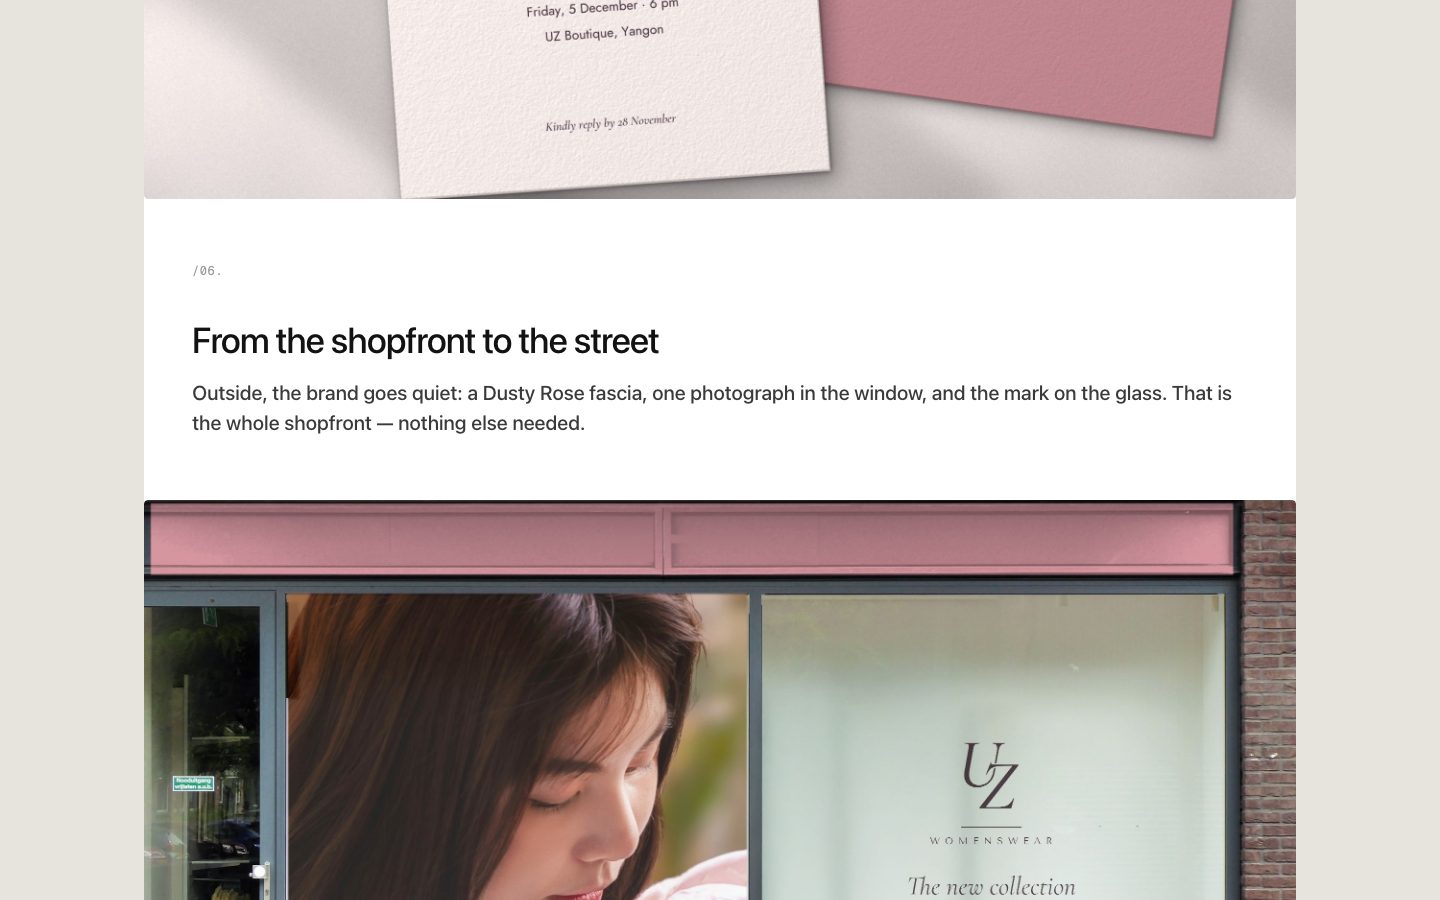 Friday, 5 December · 6 pm
UZ Boutique, Yangon
Kindly reply by 28 November
/06.
From the shopfront to the street
Outside, the brand goes quiet: a Dusty Rose fascia, one photograph in the window, and the mark on the glass. That is
the whole shopfront — nothing else needed.
Nooduitgang
vrijlaten a.u.b.
UZ
WOMENSWEAR
The new collection